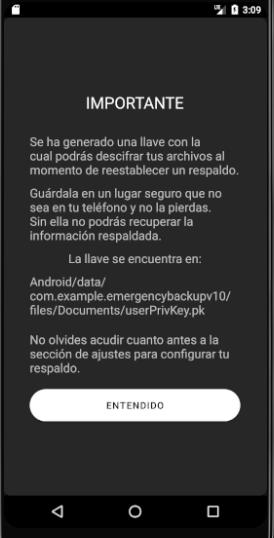 LTE 3:09
IMPORTANTE
Se ha generado una llave con la
cual podrás descifrar tus archivos al
momento de reestablecer un respaldo.
Guárdala en un lugar seguro que no
sea en tu teléfono y no la pierdas.
Sin ella no podrás recuperar la
información respaldada.
La llave se encuentra en:
Android/data/
com.example.emergencybackupv10/
files/Documents/userPrivKey.pk
No olvides acudir cuanto antes a la
sección de ajustes para configurar tu
respaldo.
ENTENDIDO